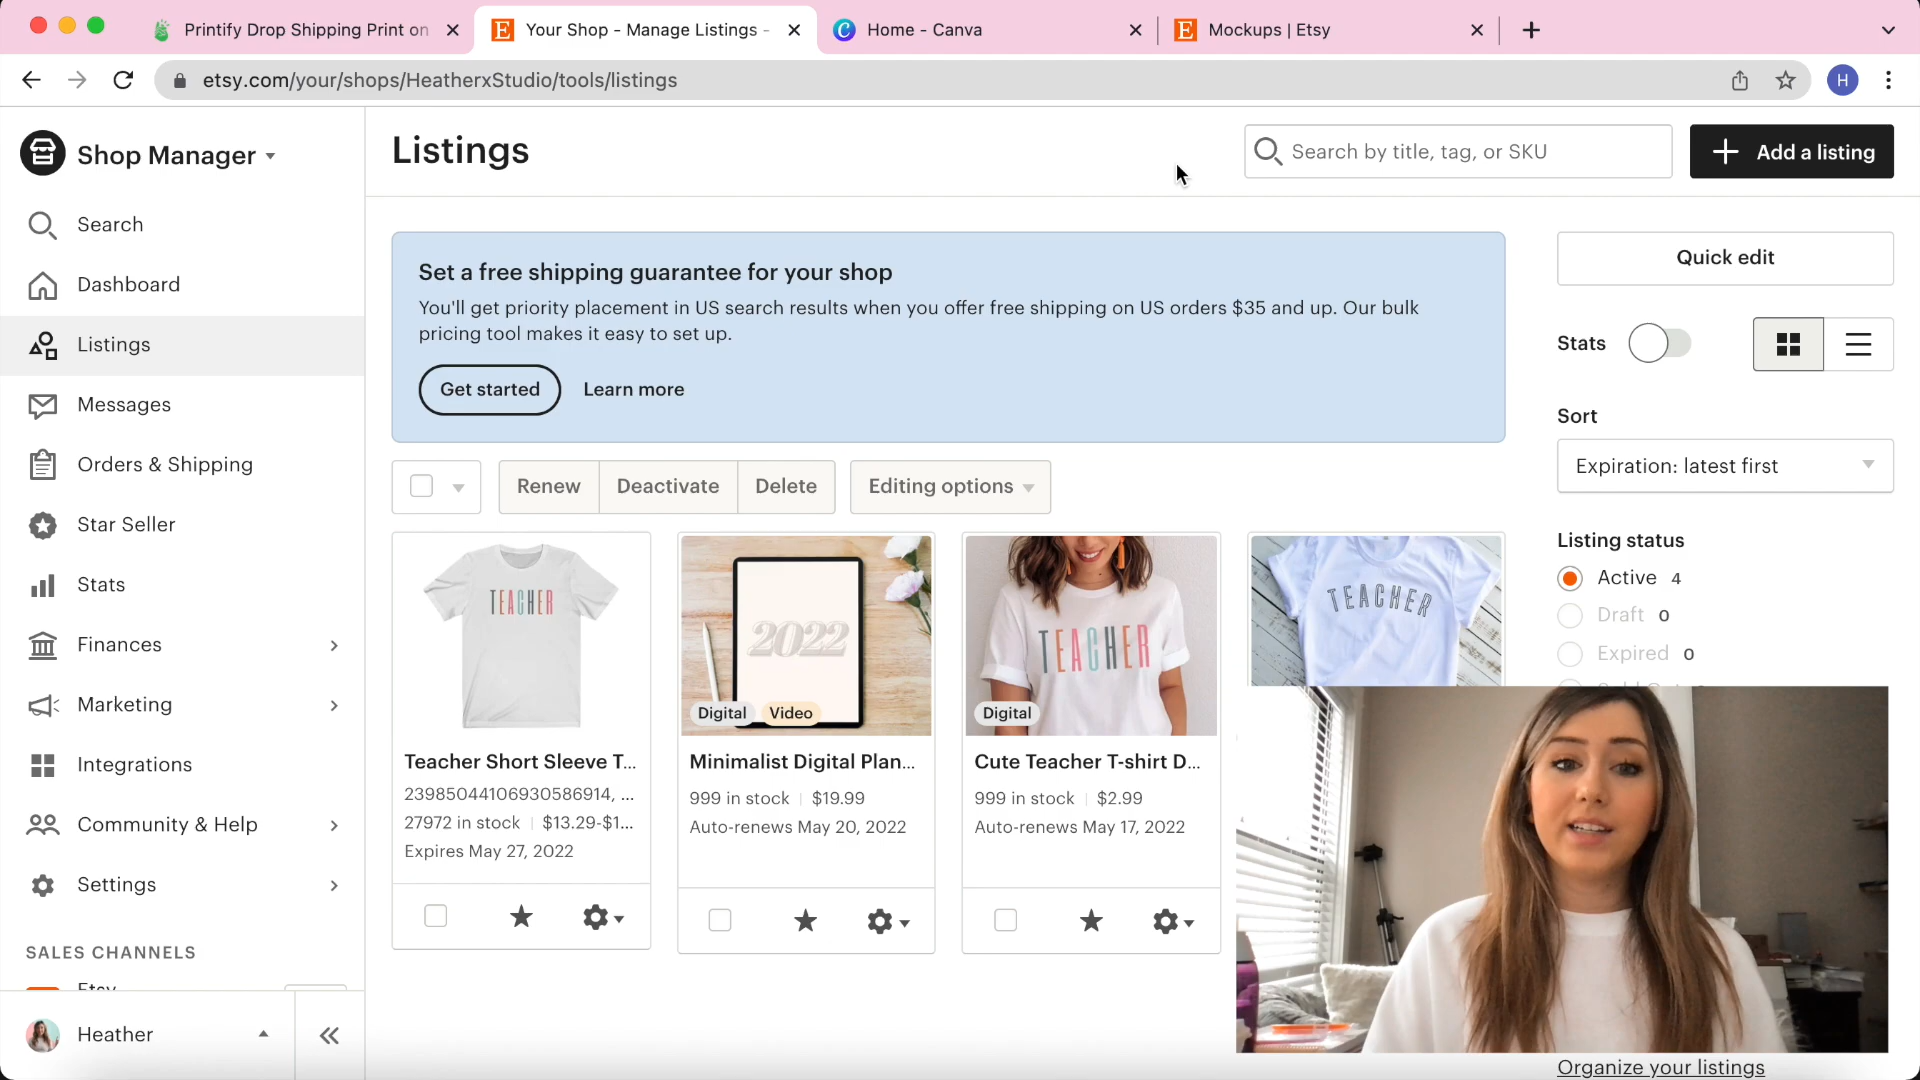 Printify Drop Shipping Print on
Your Shop - Manage Listings -
Home - Canva
Mockups | Etsy
etsy.com/your/shops/HeatherxStudio/tools/listings
H
Shop Manager
Search
Dashboard
Listings
Messages
Orders & Shipping
Star Seller
Stats
Finances
Marketing
Integrations
Community & Help
Settings
SALES CHANNELS
Etsy
Heather
Listings
Search by title, tag, or SKU
Add a listing
Set a free shipping guarantee for your shop
You'll get priority placement in US search results when you offer free shipping on US orders $35 and up. Our bulk
pricing tool makes it easy to set up.
Get started
Learn more
Renew
Deactivate
Delete
Editing options
TEACHER
Teacher Short Sleeve T...
23985044106930586914, ...
27972 in stock | $13.29-$1...
Expires May 27, 2022
2022
Digital
Video
Minimalist Digital Plan...
999 in stock | $19.99
Auto-renews May 20, 2022
TEACHER
Digital
Cute Teacher T-shirt D...
999 in stock | $2.99
Auto-renews May 17, 2022
TEACHER
Quick edit
Stats
Sort
Expiration: latest first
Listing status
Active 4
Draft 0
Expired 0
Organize your listings